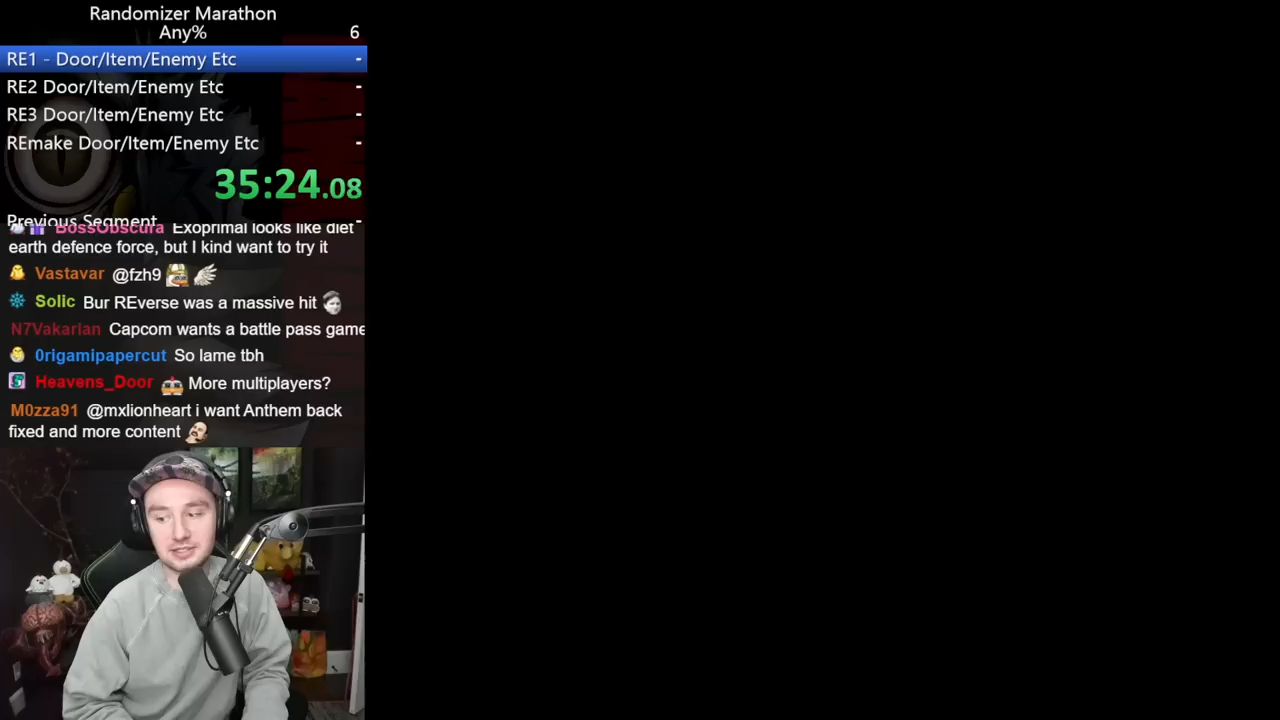 Randomizer Marathon
Any% 6
RE1 - Door/Item/Enemy Etc -
RE2 Door/Item/Enemy Etc -
RE3 Door/Item/Enemy Etc -
REmake Door/Item/Enemy Etc -
35:24.08
Previous Segment -
BossObscura Exoprimal looks like diet
earth defence force, but I kind want to try it
Vastavar @fzh9
Solic Bur REverse was a massive hit
N7Vakarian Capcom wants a battle pass game
0rigamipapercut So lame tbh
Heavens_Door More multiplayers?
M0zza91 @mxlionheart i want Anthem back
fixed and more content